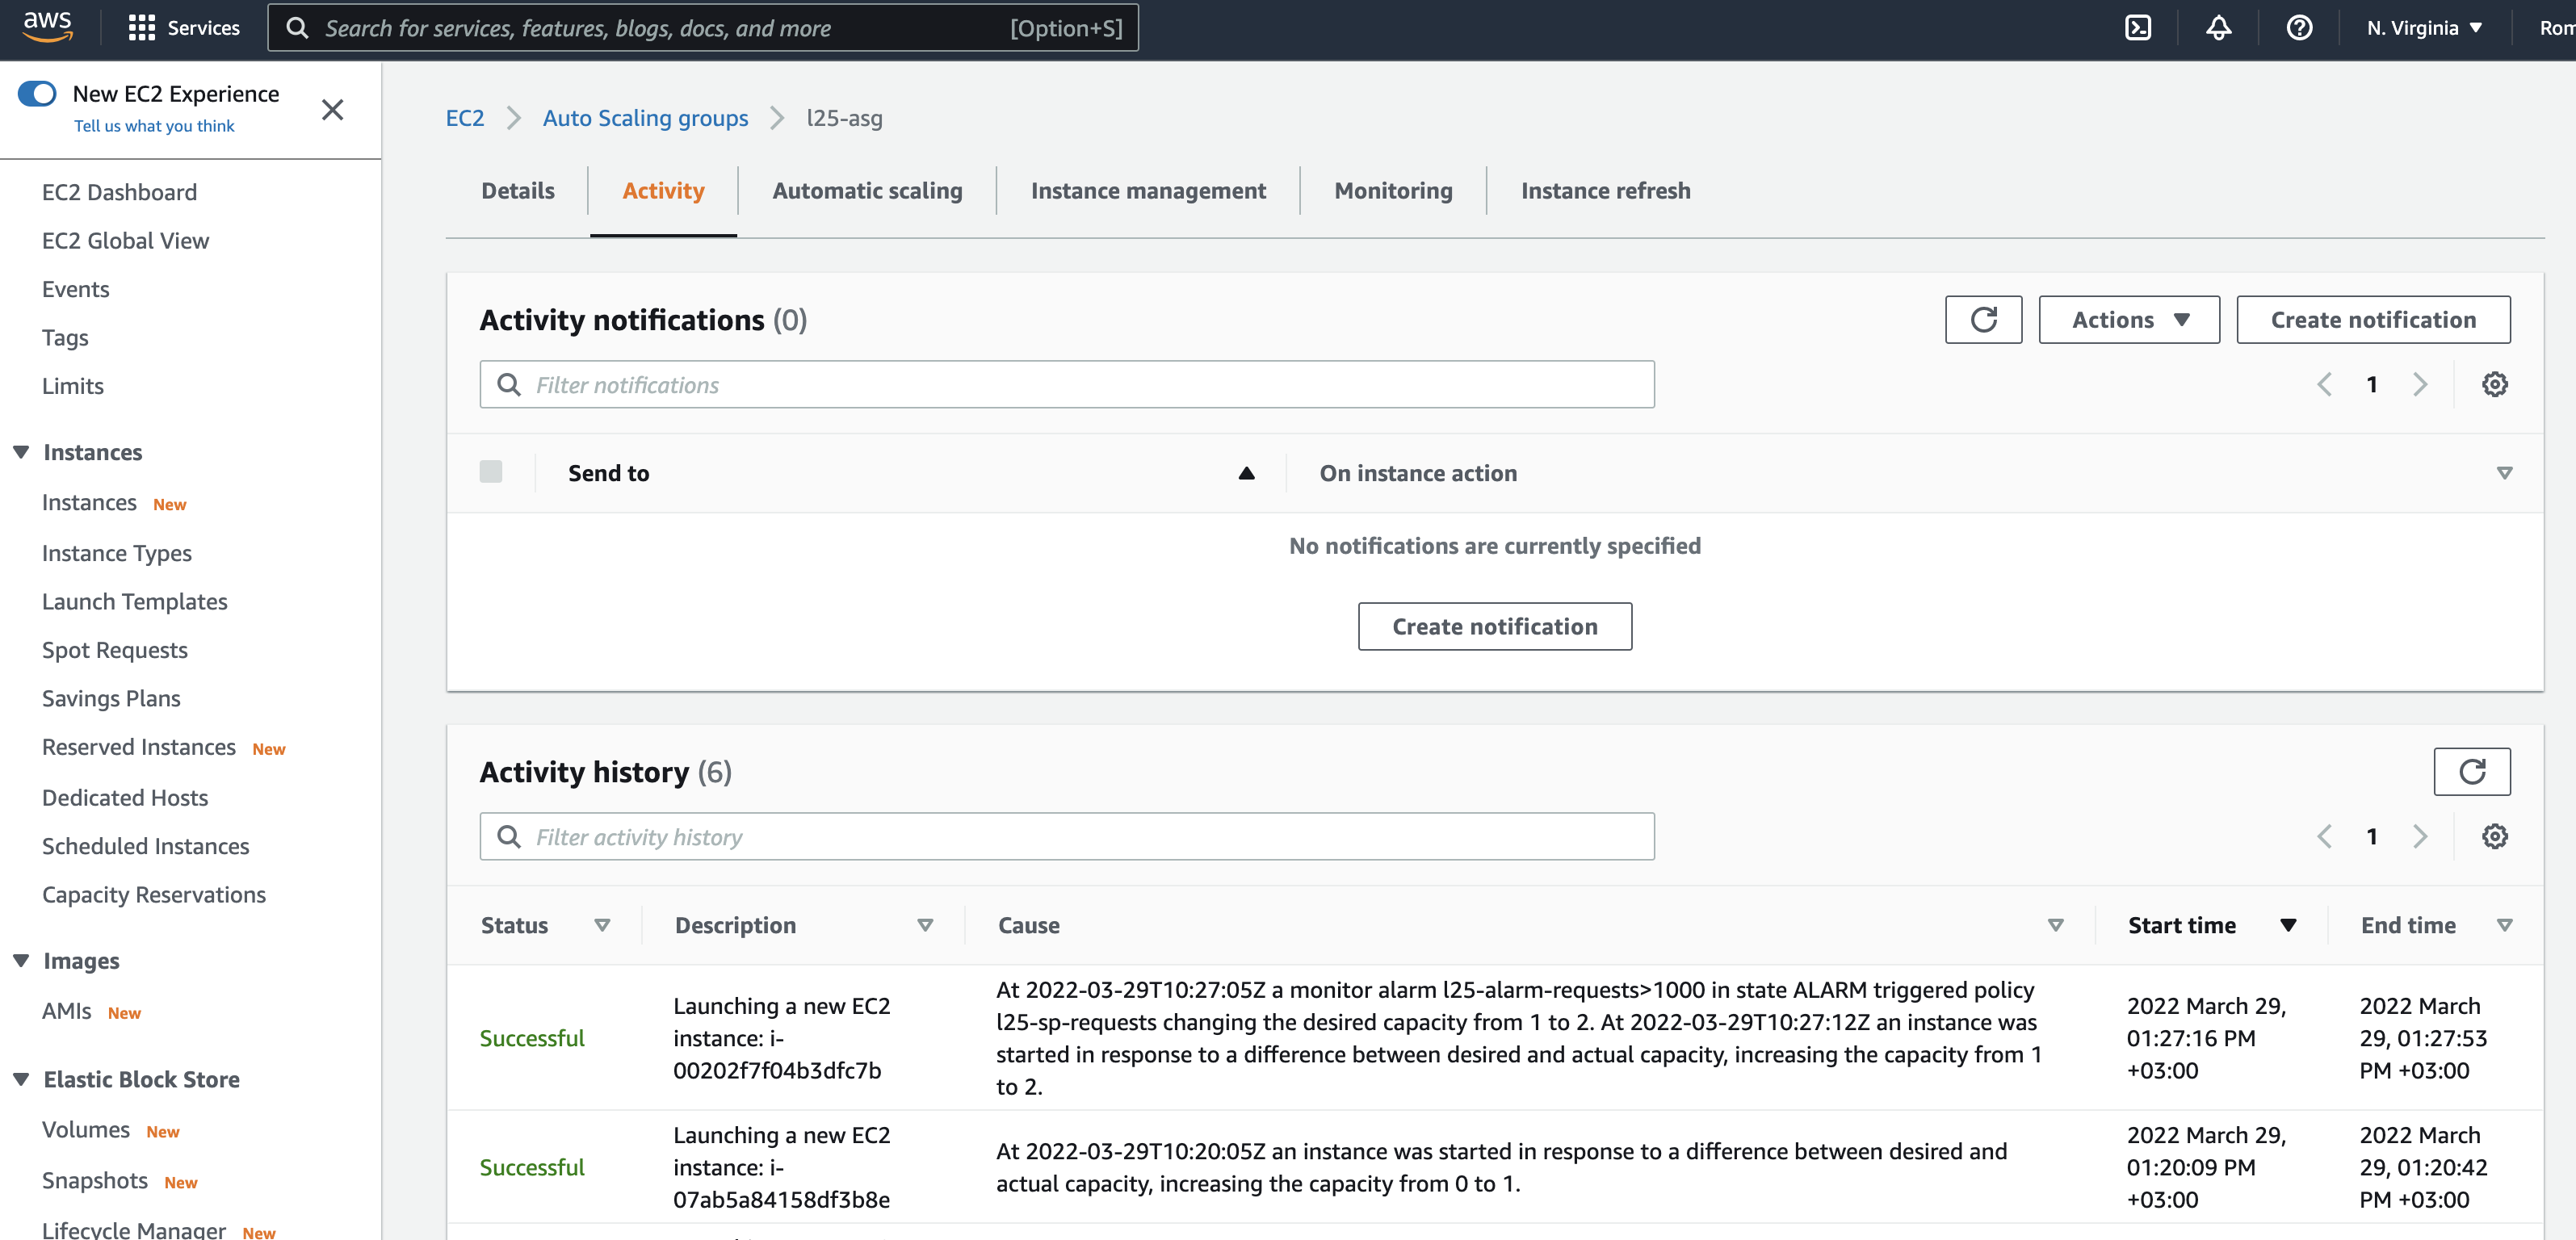 aws
Services
Search for services, features, blogs, docs, and more
[Option+S]
N. Virginia
Rom
New EC2 Experience
Tell us what you think
EC2 Dashboard
EC2 Global View
Events
Tags
Limits
Instances
Instances New
Instance Types
Launch Templates
Spot Requests
Savings Plans
Reserved Instances New
Dedicated Hosts
Scheduled Instances
Capacity Reservations
Images
AMIs New
Elastic Block Store
Volumes New
Snapshots New
Lifecycle Manager New
EC2 Auto Scaling groups l25-asg
Details Activity Automatic scaling Instance management Monitoring Instance refresh
Activity notifications (0)
Actions
Create notification
Filter notifications
1
Send to
On instance action
No notifications are currently specified
Create notification
Activity history (6)
Filter activity history
1
Status Description Cause Start time End time
Successful
Launching a new EC2
instance: i-
00202f7f04b3dfc7b
At 2022-03-29T10:27:05Z a monitor alarm l25-alarm-requests>1000 in state ALARM triggered policy
l25-sp-requests changing the desired capacity from 1 to 2. At 2022-03-29T10:27:12Z an instance was
started in response to a difference between desired and actual capacity, increasing the capacity from 1
to 2.
2022 March 29,
01:27:16 PM
+03:00
2022 March
29, 01:27:53
PM +03:00
Successful
Launching a new EC2
instance: i-
07ab5a84158df3b8e
At 2022-03-29T10:20:05Z an instance was started in response to a difference between desired and
actual capacity, increasing the capacity from 0 to 1.
2022 March 29,
01:20:09 PM
+03:00
2022 March
29, 01:20:42
PM +03:00